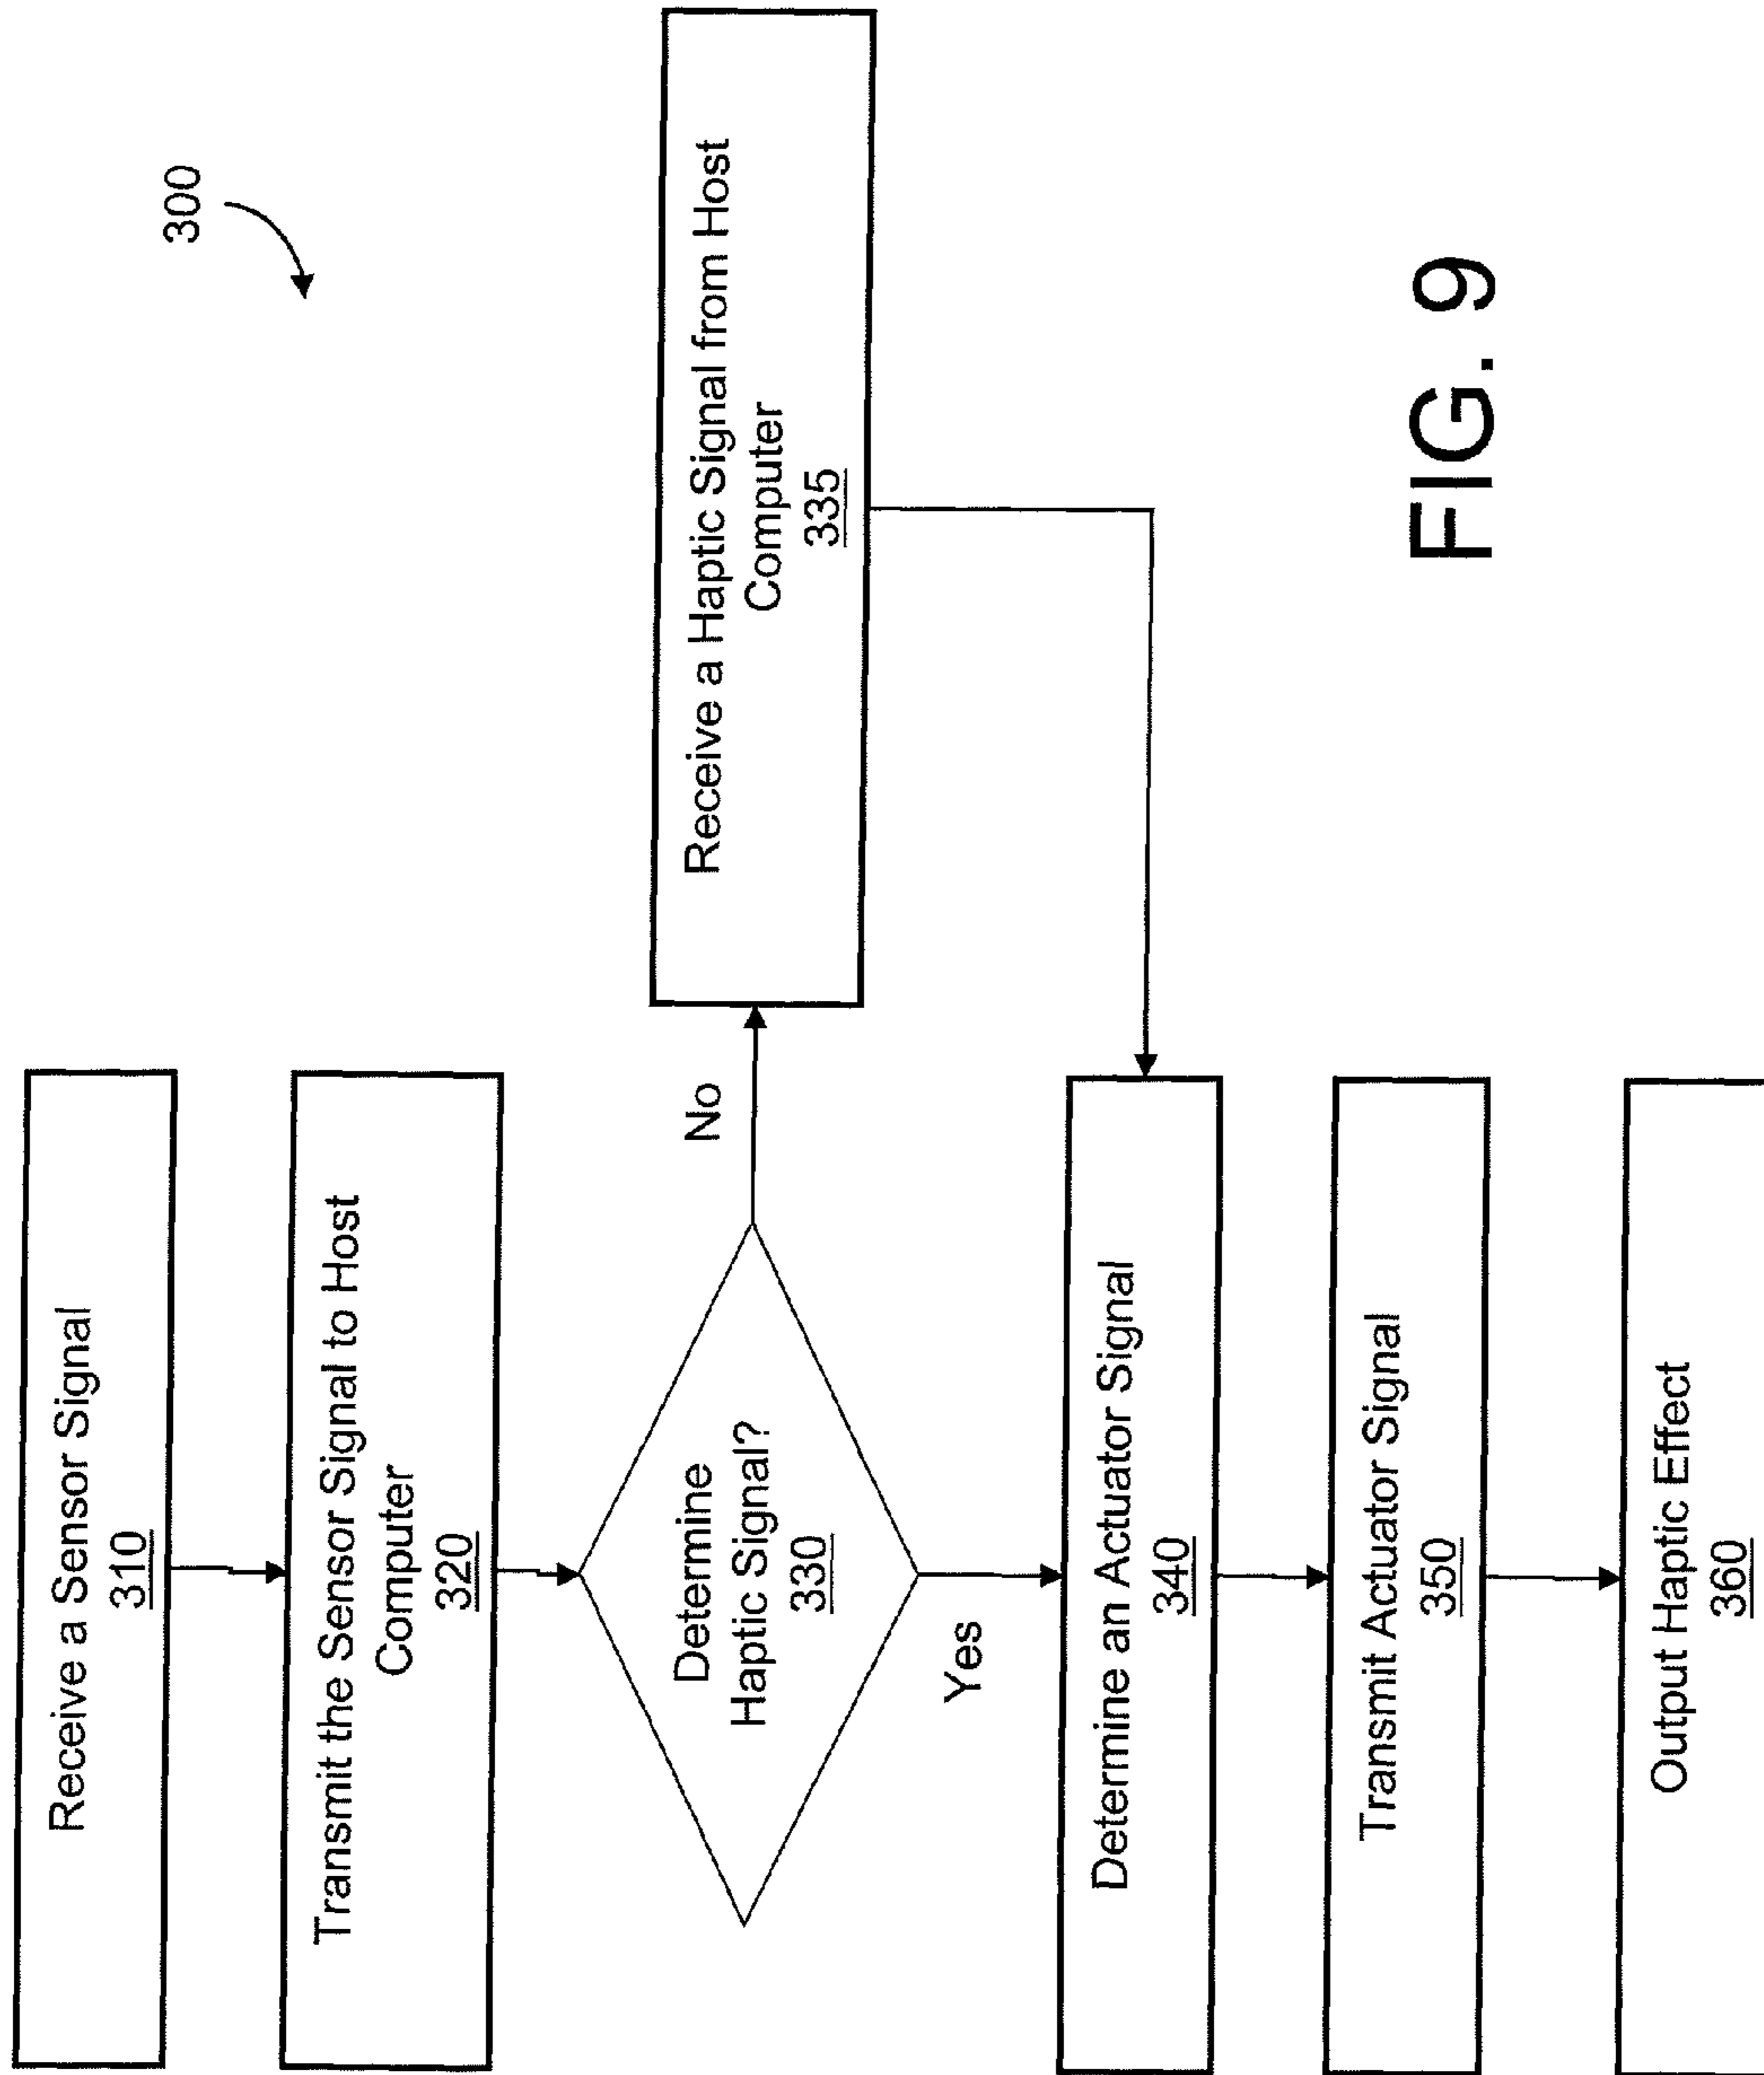 300
Receive a Sensor Signal
310
Transmit the Sensor Signal to Host
Computer
320
Determine
Haptic Signal?
330
No
Receive a Haptic Signal from Host
Computer
335
Yes
Determine an Actuator Signal
340
Transmit Actuator Signal
350
Output Haptic Effect
360
FIG. 9